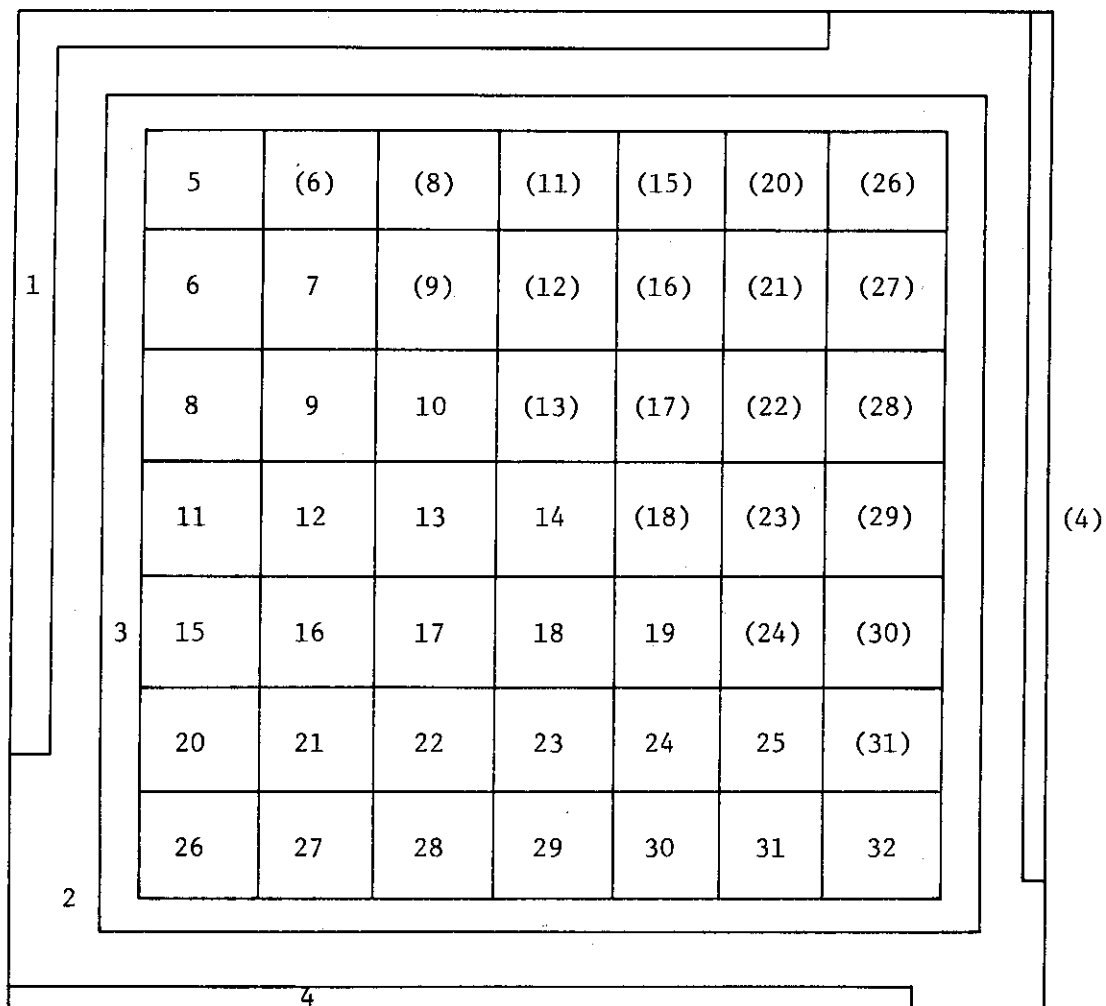 5 (6) (8) (11) (15) (20) (26)
1 6 7 (9) (12) (16) (21) (27)
8 9 10 (13) (17) (22) (28)
11 12 13 14 (18) (23) (29) (4)
3 15 16 17 18 19 (24) (30)
20 21 22 23 24 25 (31)
26 27 28 29 30 31 32
2
4